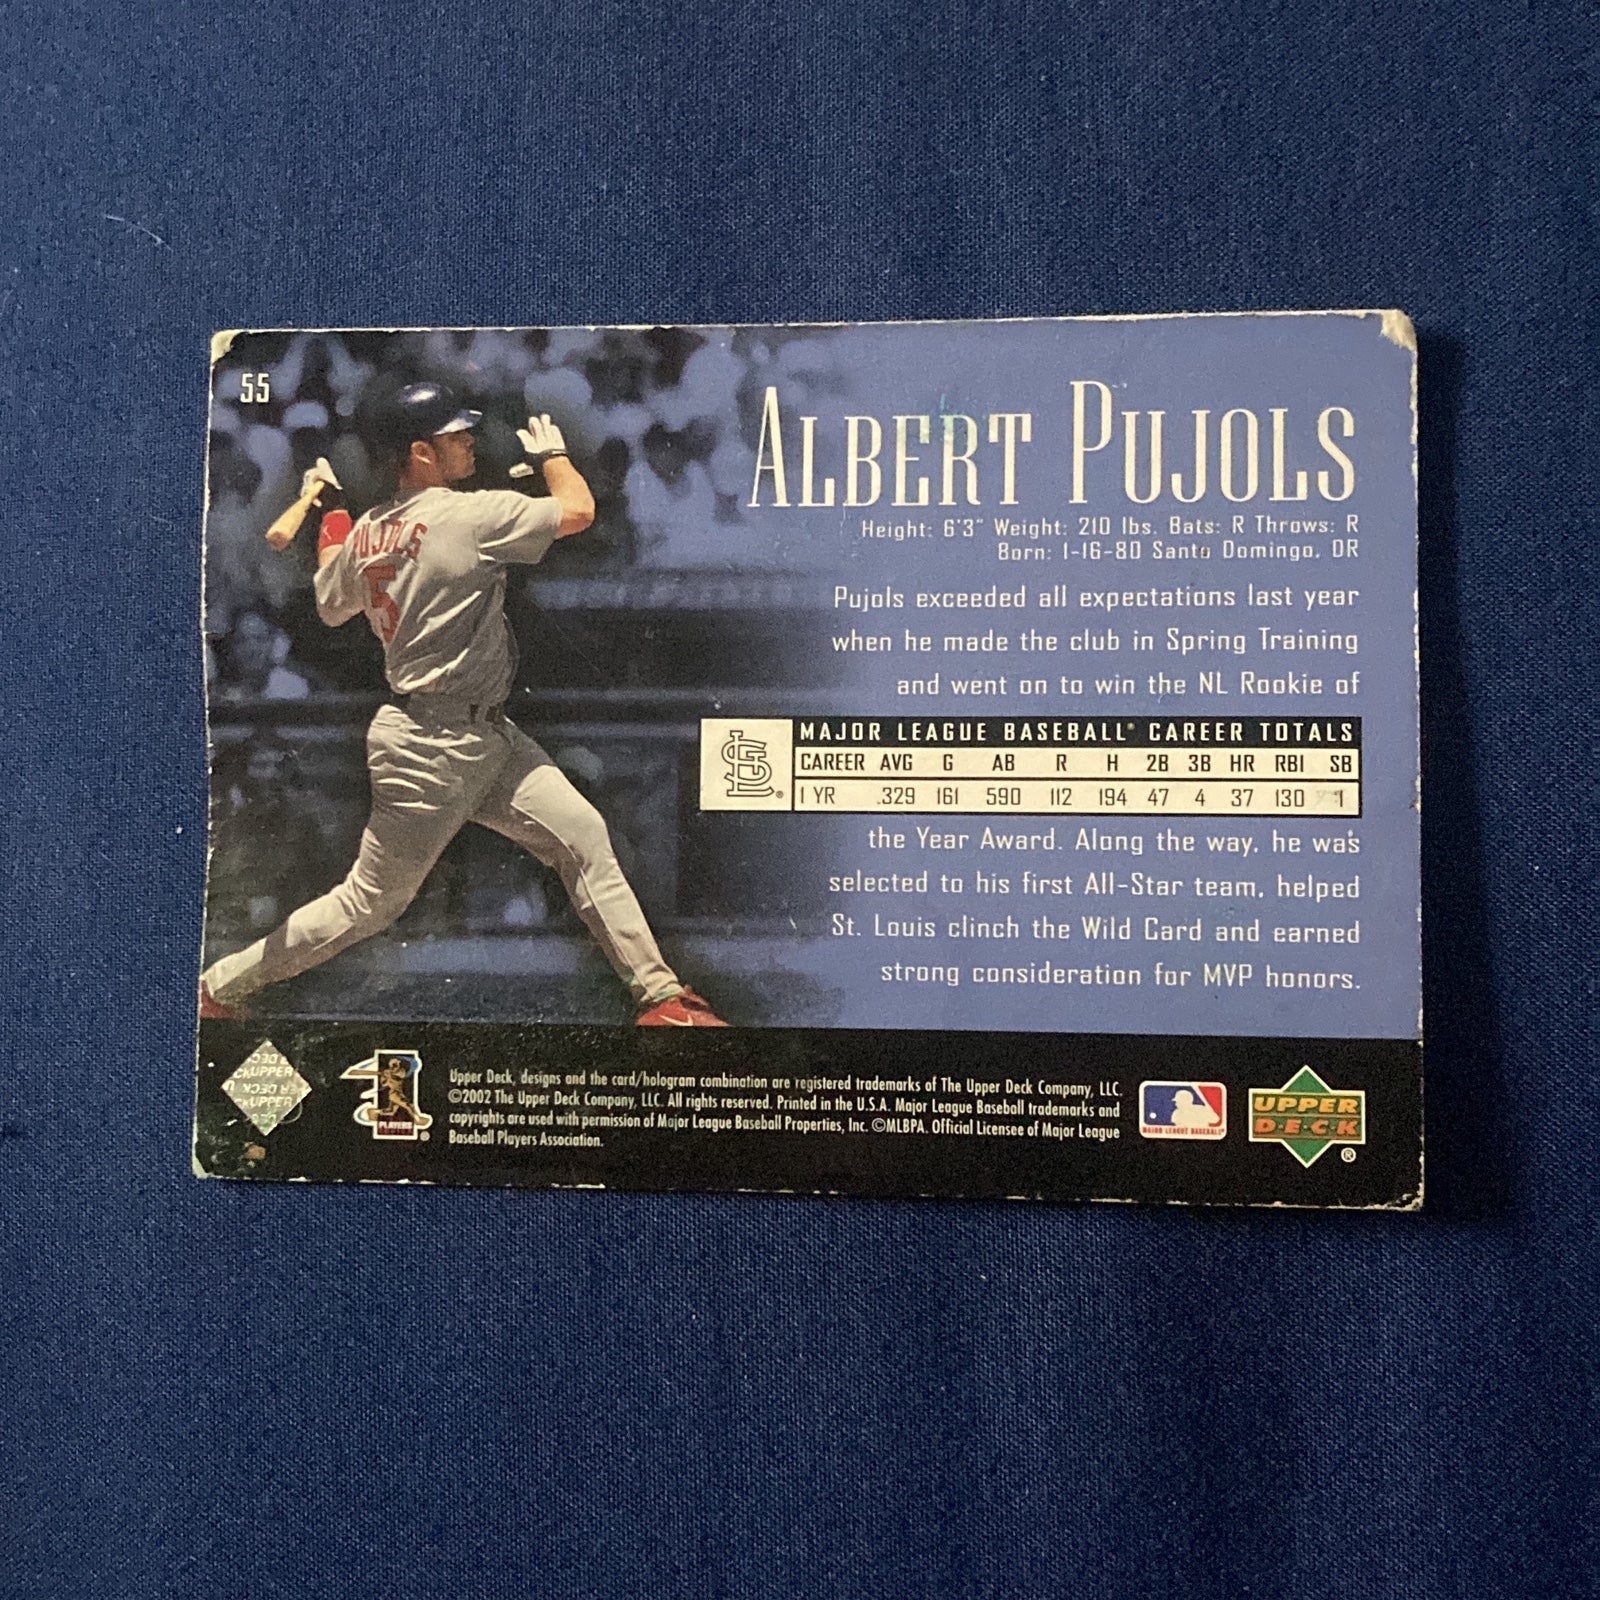 55
ALBERT PUJOLS
Height: 6'3" Weight: 210 lbs. Bats: R Throws: R
Born: 1-16-80 Santo Domingo, DR
Pujols exceeded all expectations last year
when he made the club in Spring Training
and went on to win the NL Rookie of
MAJOR LEAGUE BASEBALL® CAREER TOTALS
CAREER AVG G AB R H 2B 3B HR RBI SB
1 YR .329 161 590 112 194 47 4 37 130 1
the Year Award. Along the way, he was
selected to his first All-Star team, helped
St. Louis clinch the Wild Card and earned
strong consideration for MVP honors.
PUJOLS
5
STL®
UPPER DECK
PLAYERS CHOICE ®
Upper Deck, designs and the card/hologram combination are registered trademarks of The Upper Deck Company, LLC.
©2002 The Upper Deck Company, LLC. All rights reserved. Printed in the U.S.A. Major League Baseball trademarks and
copyrights are used with permission of Major League Baseball Properties, Inc. ©MLBPA. Official Licensee of Major League
Baseball Players Association.
MAJOR LEAGUE BASEBALL
UPPER
D·E·C·K
®